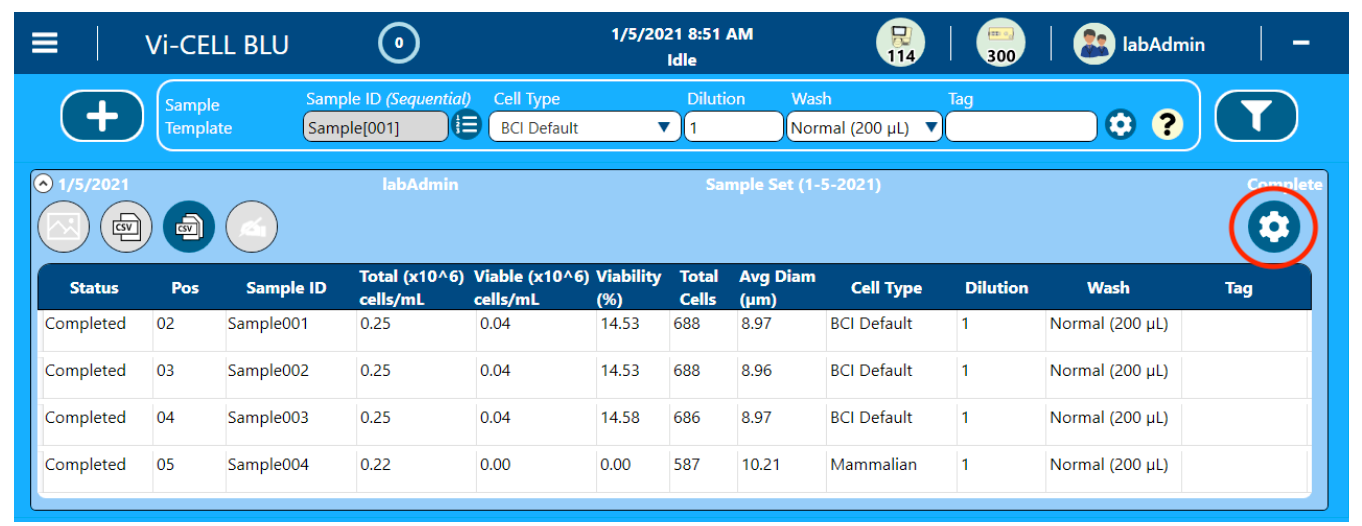 Vi-CELL BLU 0 1/5/2021 8:51 AM 114 300 labAdmin
Idle
Sample Template Sample ID (Sequential) Cell Type Dilution Wash Tag
Sample[001] BCI Default 1 Normal (200 µL) ?
1/5/2021 labAdmin Sample Set (1-5-2021) Complete
CSV CSV
Status Pos Sample ID Total (x10^6) cells/mL Viable (x10^6) cells/mL Viability (%) Total Cells Avg Diam (µm) Cell Type Dilution Wash Tag
Completed 02 Sample001 0.25 0.04 14.53 688 8.97 BCI Default 1 Normal (200 µL)
Completed 03 Sample002 0.25 0.04 14.53 688 8.96 BCI Default 1 Normal (200 µL)
Completed 04 Sample003 0.25 0.04 14.58 686 8.97 BCI Default 1 Normal (200 µL)
Completed 05 Sample004 0.22 0.00 0.00 587 10.21 Mammalian 1 Normal (200 µL)